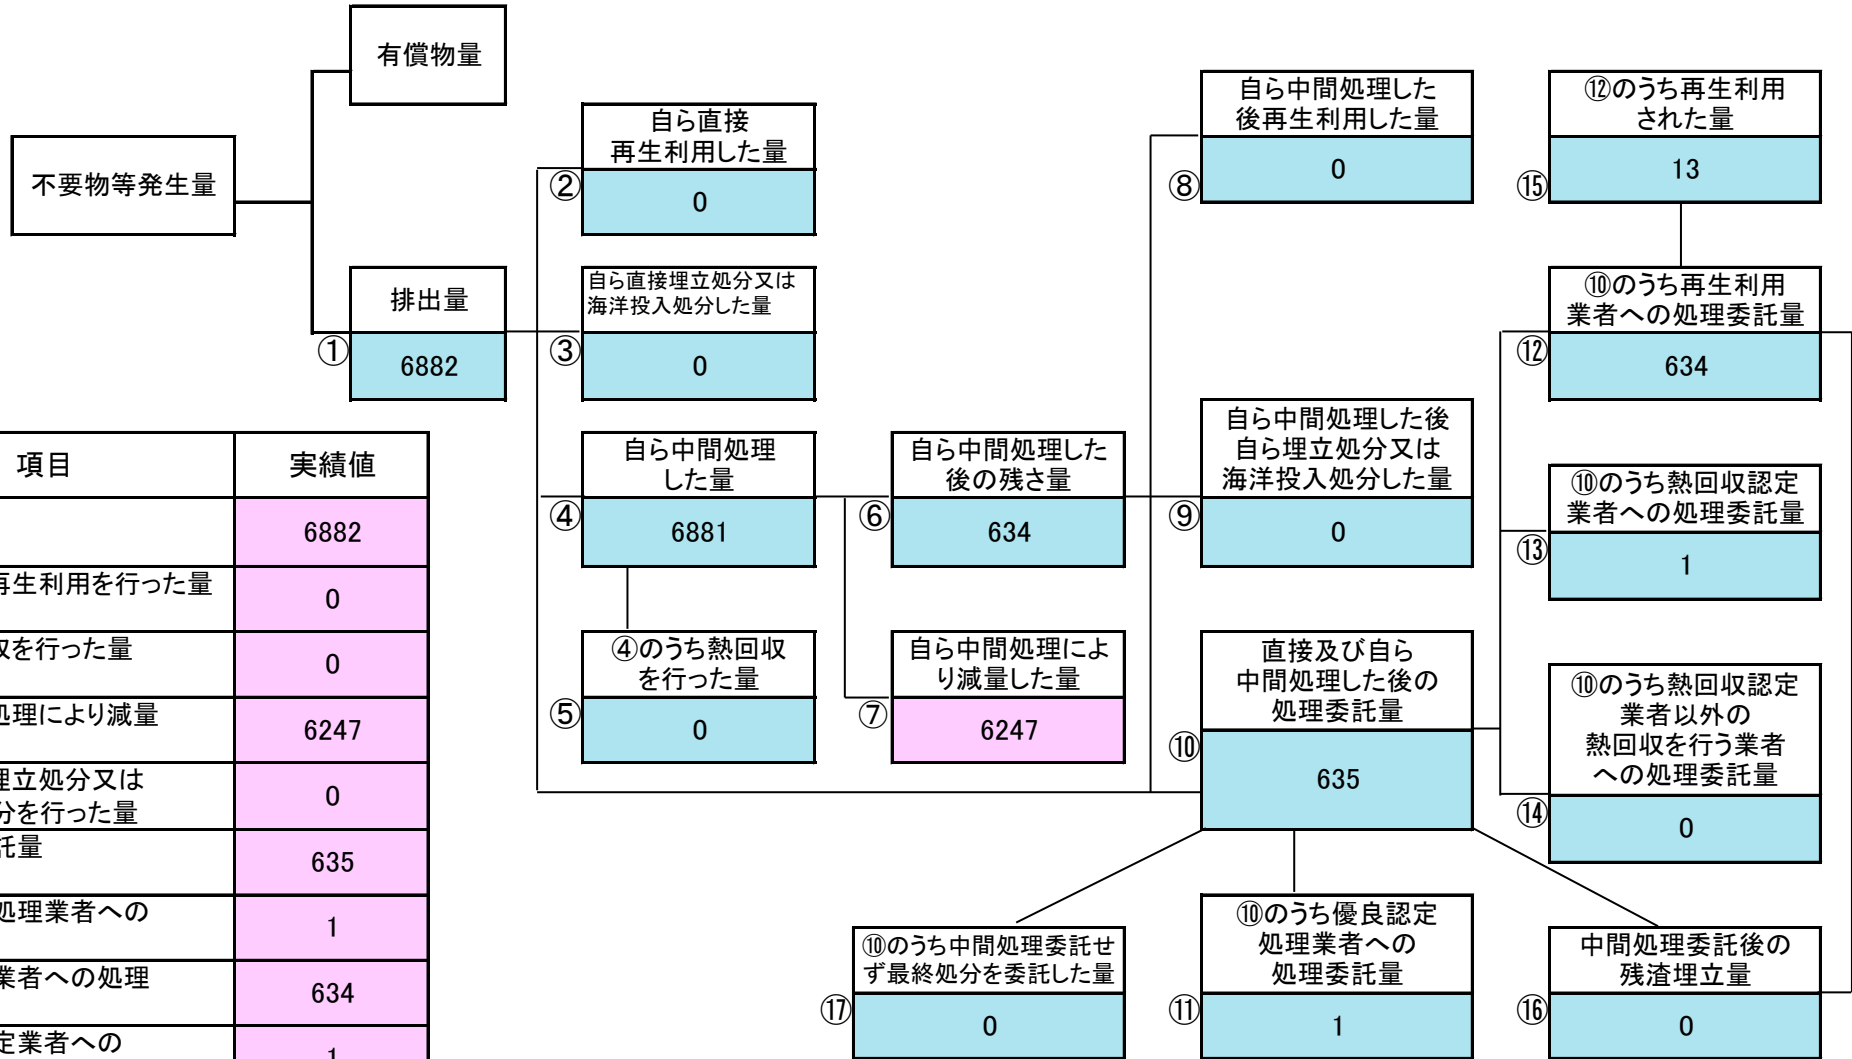 有償物量
不要物等発生量
排出量
①
6882
自ら直接
再生利用した量
②
0
自ら直接埋立処分又は
海洋投入処分した量
③
0
自ら中間処理
した量
④
6881
④のうち熱回収
を行った量
⑤
0
自ら中間処理した
後の残さ量
⑥
634
自ら中間処理によ
り減量した量
⑦
6247
自ら中間処理した
後再生利用した量
⑧
0
自ら中間処理した後
自ら埋立処分又は
海洋投入処分した量
⑨
0
直接及び自ら
中間処理した後の
処理委託量
⑩
635
⑩のうち優良認定
処理業者への
処理委託量
⑪
1
⑩のうち中間処理委託せ
ず最終処分を委託した量
⑰
0
⑫のうち再生利用
された量
⑮
13
⑩のうち再生利用
業者への処理委託量
⑫
634
⑩のうち熱回収認定
業者への処理委託量
⑬
1
⑩のうち熱回収認定
業者以外の
熱回収を行う業者
への処理委託量
⑭
0
中間処理委託後の
残渣埋立量
⑯
0
項目 実績値
6882
再生利用を行った量
0
を行った量
0
処理により減量
6247
埋立処分又は
分を行った量
0
託量
635
処理業者への
1
業者への処理
634
定業者への
1